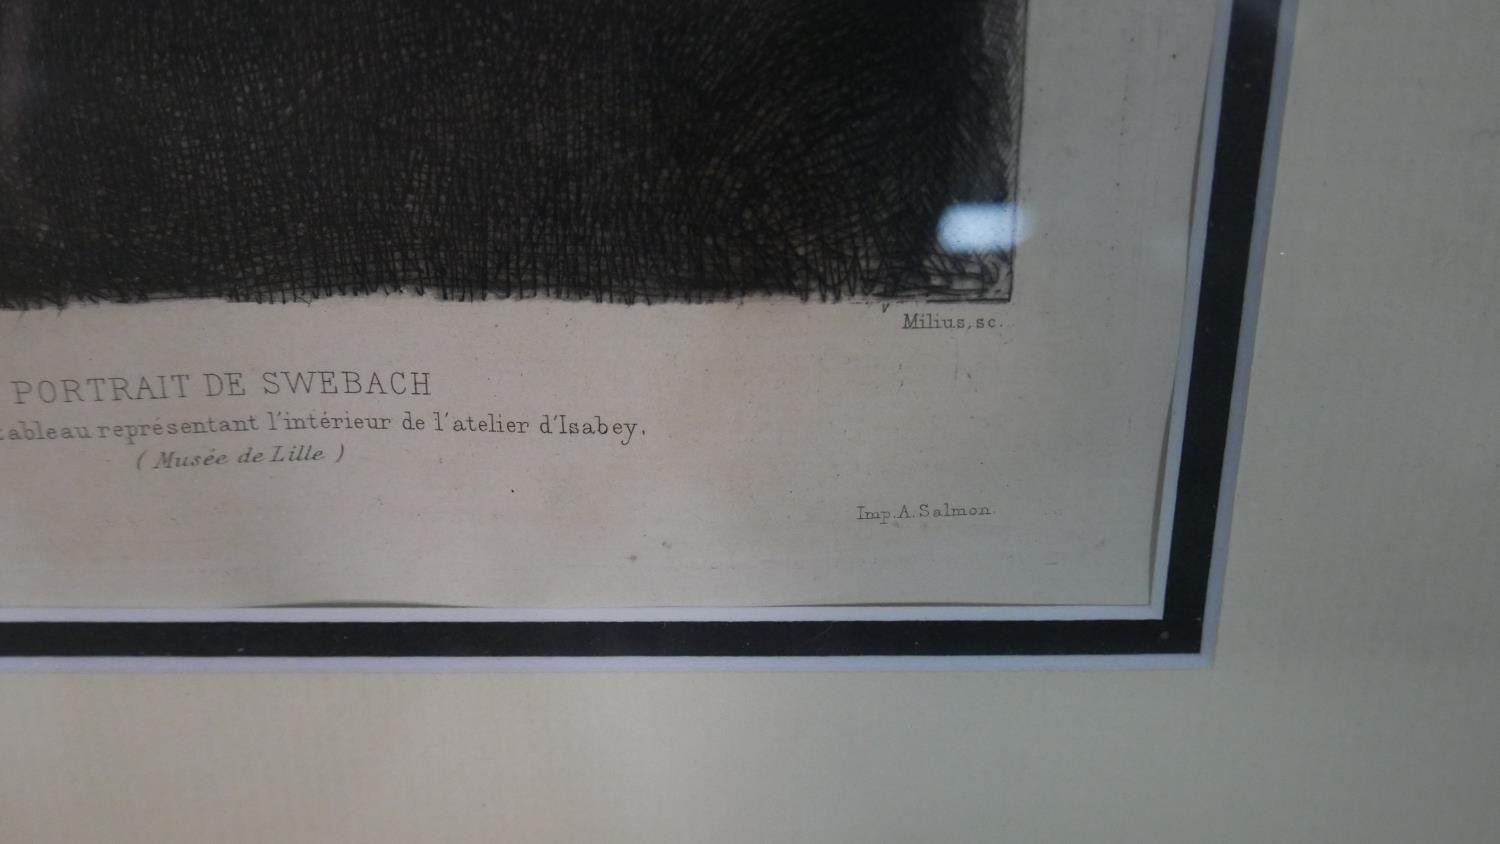 Milius, sc.
PORTRAIT DE SWEBACH
tableau représentant l'intérieur de l'atelier d'Isabey.
( Musée de Lille )
Imp. A. Salmon.